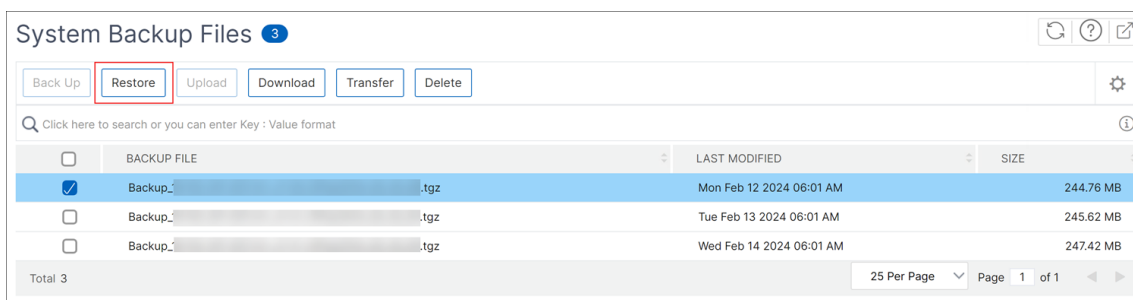 System Backup Files 3
Back Up Restore Upload Download Transfer Delete
Click here to search or you can enter Key : Value format
BACKUP FILE LAST MODIFIED SIZE
Backup_ .tgz Mon Feb 12 2024 06:01 AM 244.76 MB
Backup_ .tgz Tue Feb 13 2024 06:01 AM 245.62 MB
Backup_ .tgz Wed Feb 14 2024 06:01 AM 247.42 MB
Total 3 25 Per Page Page 1 of 1